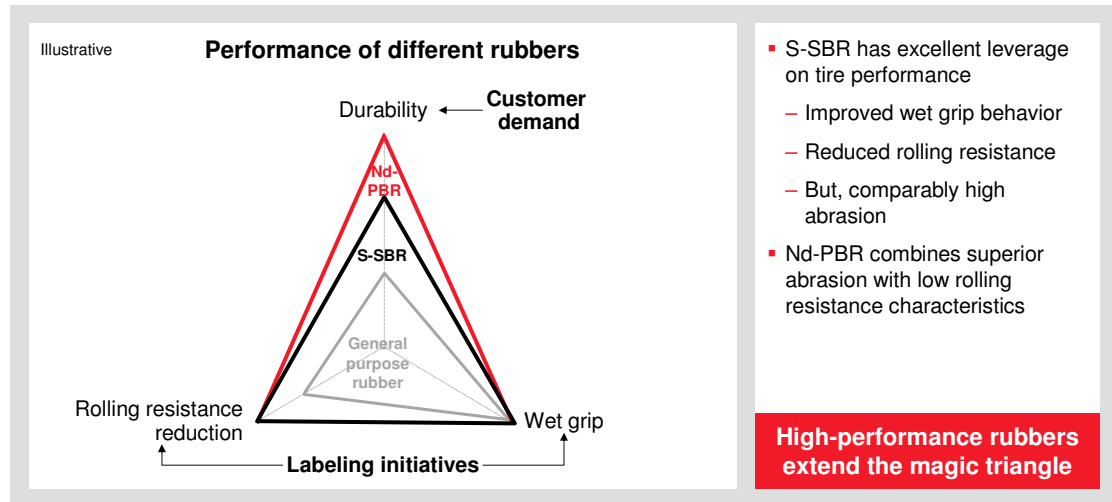 Illustrative
Performance of different rubbers
Durability
Customer
demand
Nd-
PBR
S-SBR
General
purpose
rubber
Rolling resistance
reduction
Wet grip
Labeling initiatives
▪ S-SBR has excellent leverage
on tire performance
– Improved wet grip behavior
– Reduced rolling resistance
– But, comparably high
abrasion
▪ Nd-PBR combines superior
abrasion with low rolling
resistance characteristics
High-performance rubbers
extend the magic triangle